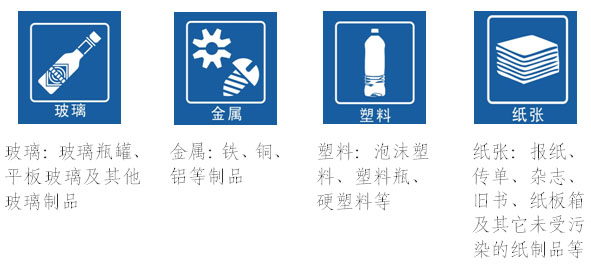 玻璃
金属
塑料
纸张
玻璃：玻璃瓶罐、
平板玻璃及其他
玻璃制品
金属：铁、铜、
铝等制品
塑料：泡沫塑
料、塑料瓶、
硬塑料等
纸张：报纸、
传单、杂志、
旧书、纸板箱
及其它未受污
染的纸制品等